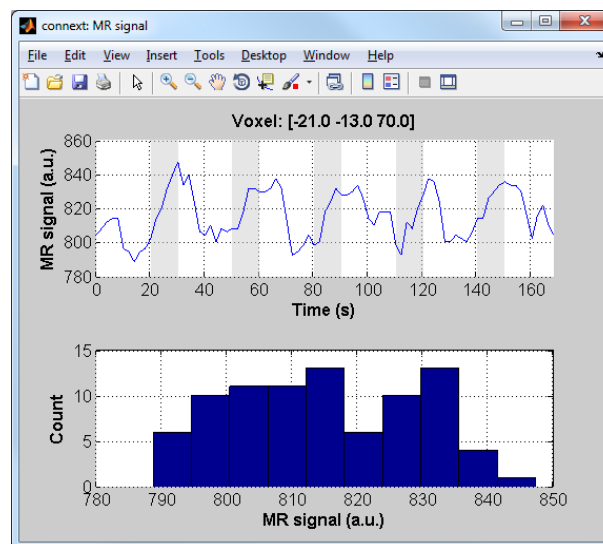 connext: MR signal
File Edit View Insert Tools Desktop Window Help
Voxel: [-21.0 -13.0 70.0]
860
840
820
800
780
MR signal (a.u.)
0 20 40 60 80 100 120 140 160
Time (s)
15
10
5
0
Count
780 790 800 810 820 830 840 850
MR signal (a.u.)